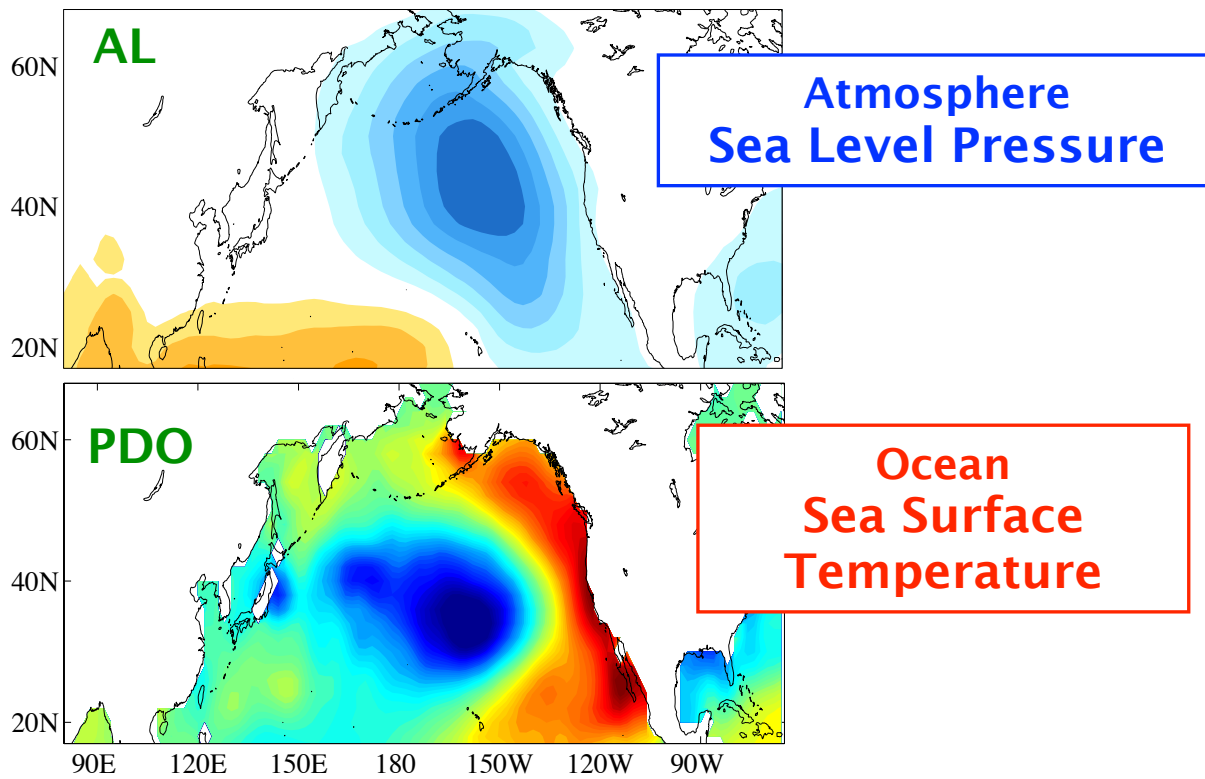 AL
60N
40N
20N
Atmosphere
Sea Level Pressure
PDO
60N
40N
20N
Ocean
Sea Surface
Temperature
90E 120E 150E 180 150W 120W 90W